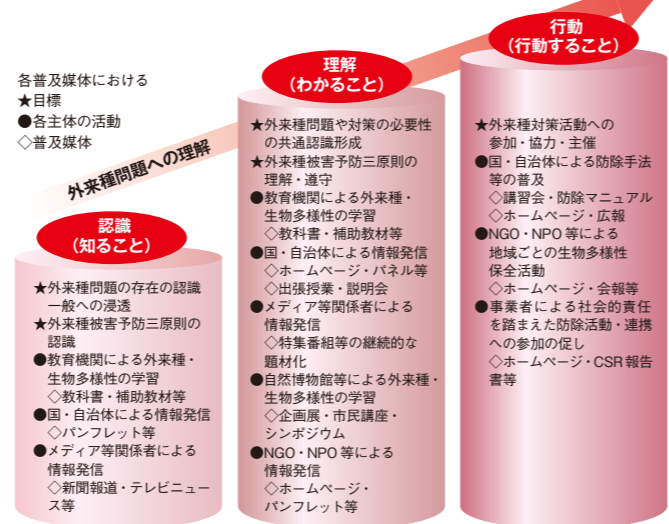 各普及媒体における
★目標
●各主体の活動
◇普及媒体
外来種問題への理解
認識
（知ること）
★外来種問題の存在の認識
一般への浸透
★外来種被害予防三原則の
認識
●教育機関による外来種・
生物多様性の学習
◇教科書・補助教材等
●国・自治体による情報発信
◇パンフレット等
●メディア等関係者による
情報発信
◇新聞報道・テレビニュー
ス等
理解
（わかること）
★外来種問題や対策の必要性
の共通認識形成
★外来種被害予防三原則の
理解・遵守
●教育機関による外来種・
生物多様性の学習
◇教科書・補助教材等
●国・自治体による情報発信
◇ホームページ・パネル等
◇出張授業・説明会
●メディア等関係者による
情報発信
◇特集番組等の継続的な
題材化
●自然博物館等による外来種・
生物多様性の学習
◇企画展・市民講座・
シンポジウム
●NGO・NPO等による
情報発信
◇ホームページ・
パンフレット等
行動
（行動すること）
★外来種対策活動への
参加・協力・主催
●国・自治体による防除手法
等の普及
◇講習会・防除マニュアル
◇ホームページ・広報
●NGO・NPO等による
地域ごとの生物多様性
保全活動
◇ホームページ・会報等
●事業者による社会的責任
を踏まえた防除活動・連携
への参加の促し
◇ホームページ・CSR報告
書等